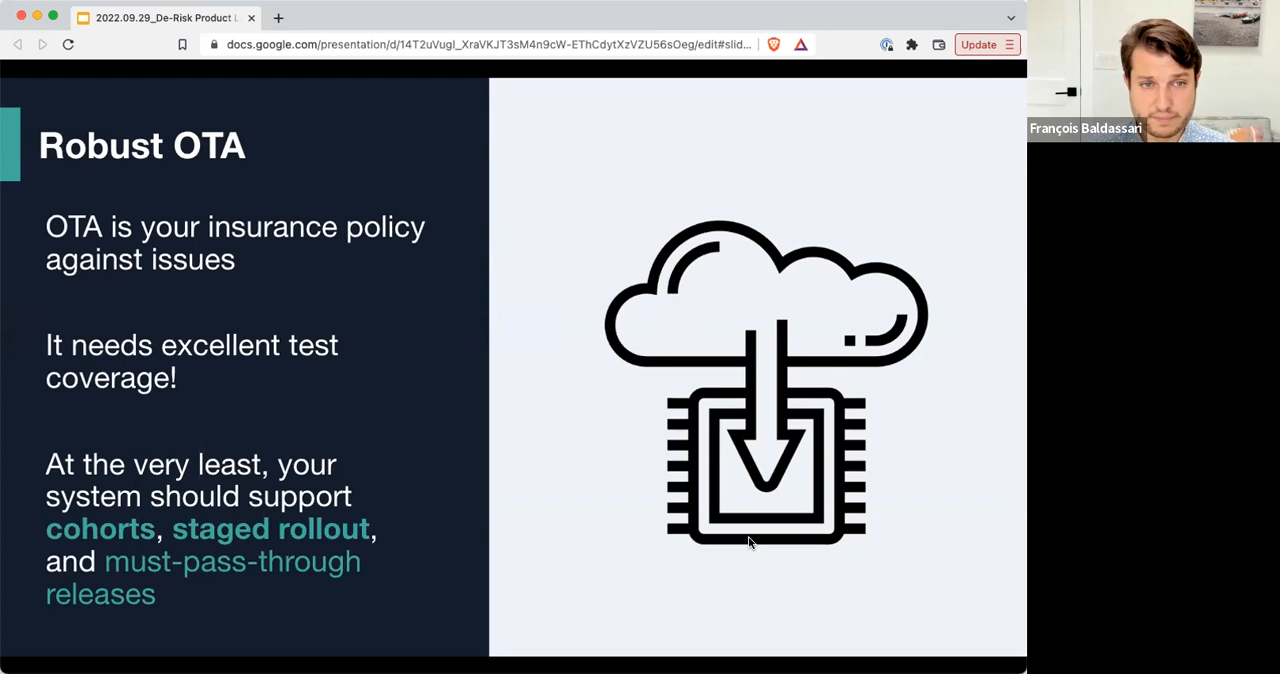 2022.09.29_De-Risk Product L
docs.google.com/presentation/d/14T2uVugI_XraVKJT3sM4n9cW-EThCdytXzVZU56sOeg/edit#slid...
Update
Robust OTA
OTA is your insurance policy
against issues
It needs excellent test
coverage!
At the very least, your
system should support
cohorts, staged rollout,
and must-pass-through
releases
François Baldassari